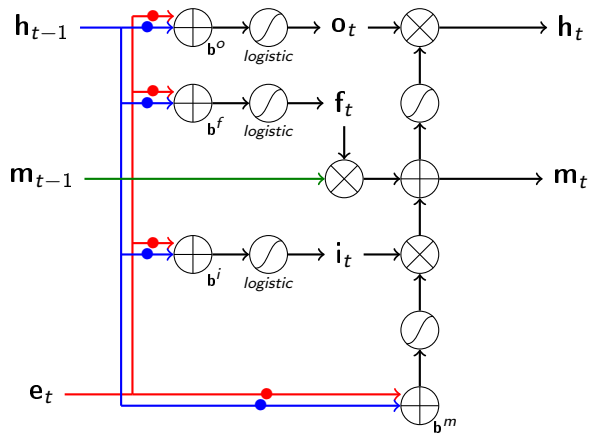 h_{t−1} o_t h_t
b^o logistic
f_t
b^f logistic
m_{t−1} m_t
i_t
b^i logistic
e_t
b^m